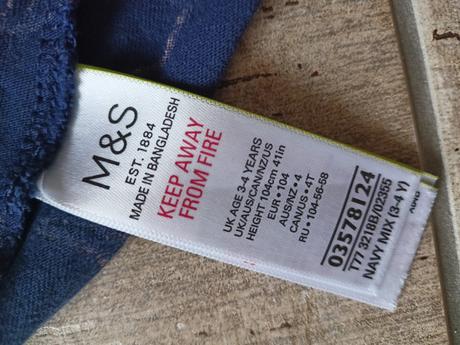 M&S
EST. 1884
MADE IN BANGLADESH
KEEP AWAY
FROM FIRE
UK AGE 3-4 YEARS
UK/AUS/CAN/NZ/US
HEIGHT 104cm 41in
EUR • 104
AUS/NZ • 4
CAN/US • 4T
RU • 104-56-58
03578124
T77 3218B/02355
NAVY MIX (3-4 Y)